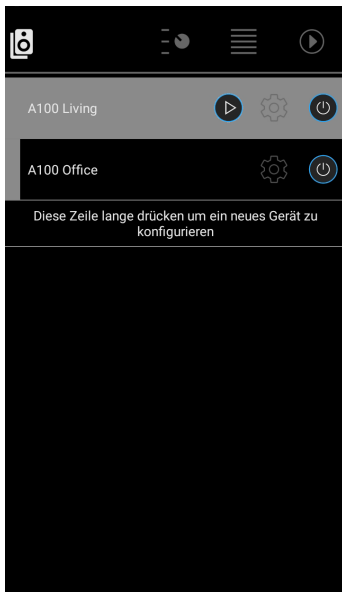 A100 Living
A100 Office
Diese Zeile lange drücken um ein neues Gerät zu
konfigurieren